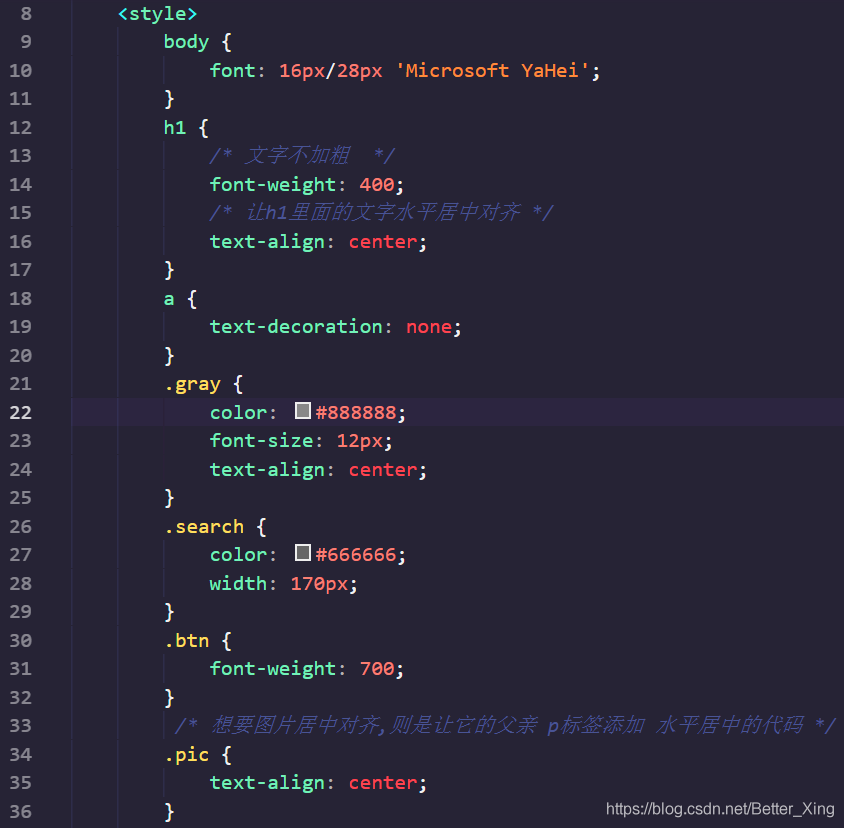 8 <style>
9 body {
10 font: 16px/28px 'Microsoft YaHei';
11 }
12 h1 {
13 /* 文字不加粗  */
14 font-weight: 400;
15 /* 让h1里面的文字水平居中对齐 */
16 text-align: center;
17 }
18 a {
19 text-decoration: none;
20 }
21 .gray {
22 color: #888888;
23 font-size: 12px;
24 text-align: center;
25 }
26 .search {
27 color: #666666;
28 width: 170px;
29 }
30 .btn {
31 font-weight: 700;
32 }
33 /* 想要图片居中对齐,则是让它的父亲 p标签添加 水平居中的代码 */
34 .pic {
35 text-align: center;
36 }
https://blog.csdn.net/Better_Xing